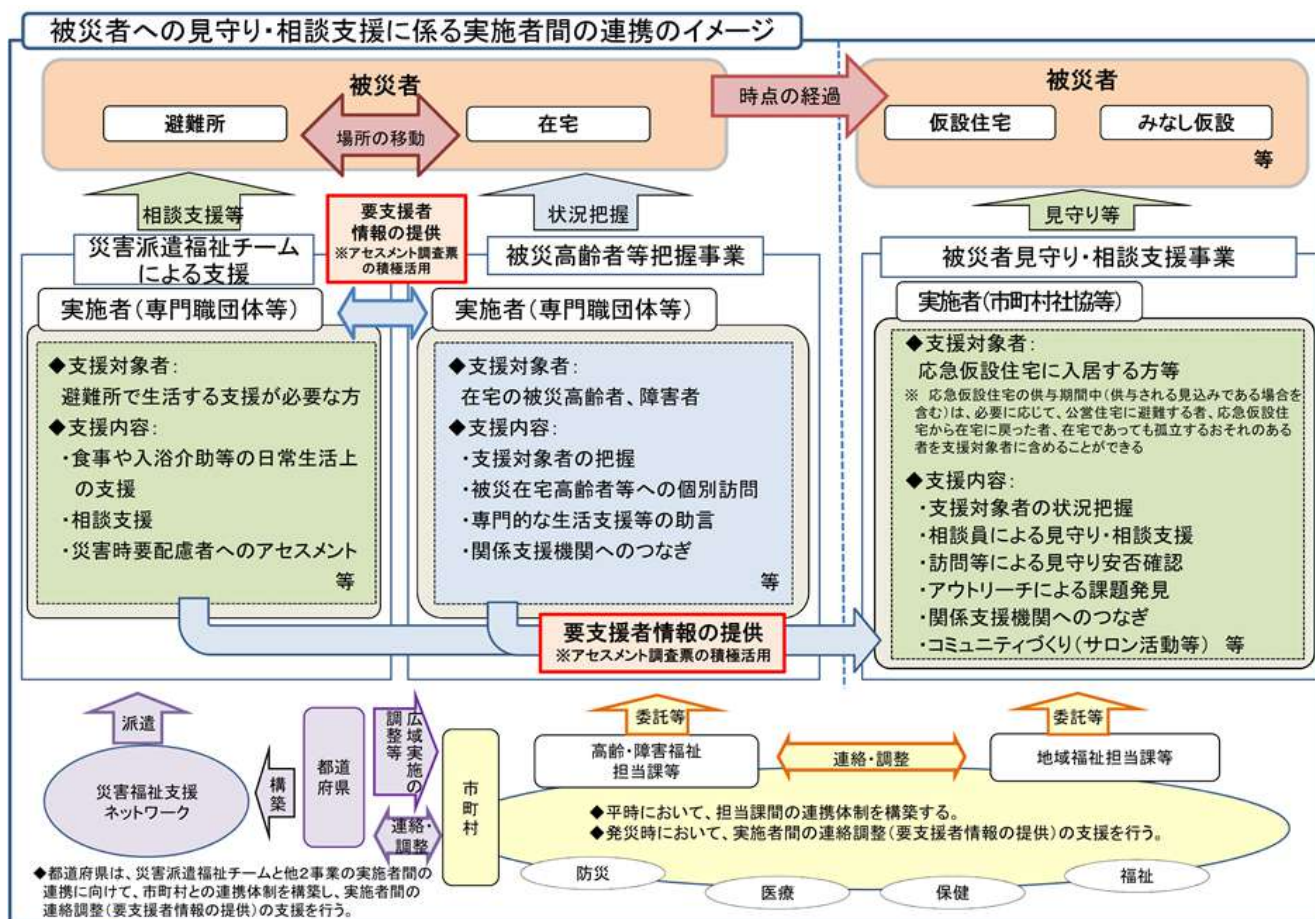 被災者への見守り・相談支援に係る実施者間の連携のイメージ
被災者
避難所
場所の移動
在宅
時点の経過
被災者
仮設住宅
みなし仮設
等
相談支援等
要支援者
情報の提供
※アセスメント調査票
の積極活用
状況把握
見守り等
災害派遣福祉チーム
による支援
被災高齢者等把握事業
被災者見守り・相談支援事業
実施者(専門職団体等)
◆支援対象者:
避難所で生活する支援が必要な方
◆支援内容:
・食事や入浴介助等の日常生活上
の支援
・相談支援
・災害時要配慮者へのアセスメント
等
実施者(専門職団体等)
◆支援対象者:
在宅の被災高齢者、障害者
◆支援内容:
・支援対象者の把握
・被災在宅高齢者等への個別訪問
・専門的な生活支援等の助言
・関係支援機関へのつなぎ
等
実施者(市町村社協等)
◆支援対象者:
応急仮設住宅に入居する方等
※ 応急仮設住宅の供与期間中(供与される見込みである場合を
含む)は、必要に応じて、公営住宅に避難する者、応急仮設住
宅から在宅に戻った者、在宅であっても孤立するおそれのある
者を支援対象者に含めることができる
◆支援内容:
・支援対象者の状況把握
・相談員による見守り・相談支援
・訪問等による見守り安否確認
・アウトリーチによる課題発見
・関係支援機関へのつなぎ
・コミュニティづくり(サロン活動等) 等
要支援者情報の提供
※アセスメント調査票の積極活用
派遣
災害福祉支援
ネットワーク
構築
都道府県
広域実施の
調整等
連絡・
調整
市町村
委託等
高齢・障害福祉
担当課等
連絡・調整
委託等
地域福祉担当課等
◆平時において、担当課間の連携体制を構築する。
◆発災時において、実施者間の連絡調整(要支援者情報の提供)の支援を行う。
防災
医療
保健
福祉
◆都道府県は、災害派遣福祉チームと他2事業の実施者間の
連携に向けて、市町村との連携体制を構築し、実施者間の
連絡調整(要支援者情報の提供)の支援を行う。